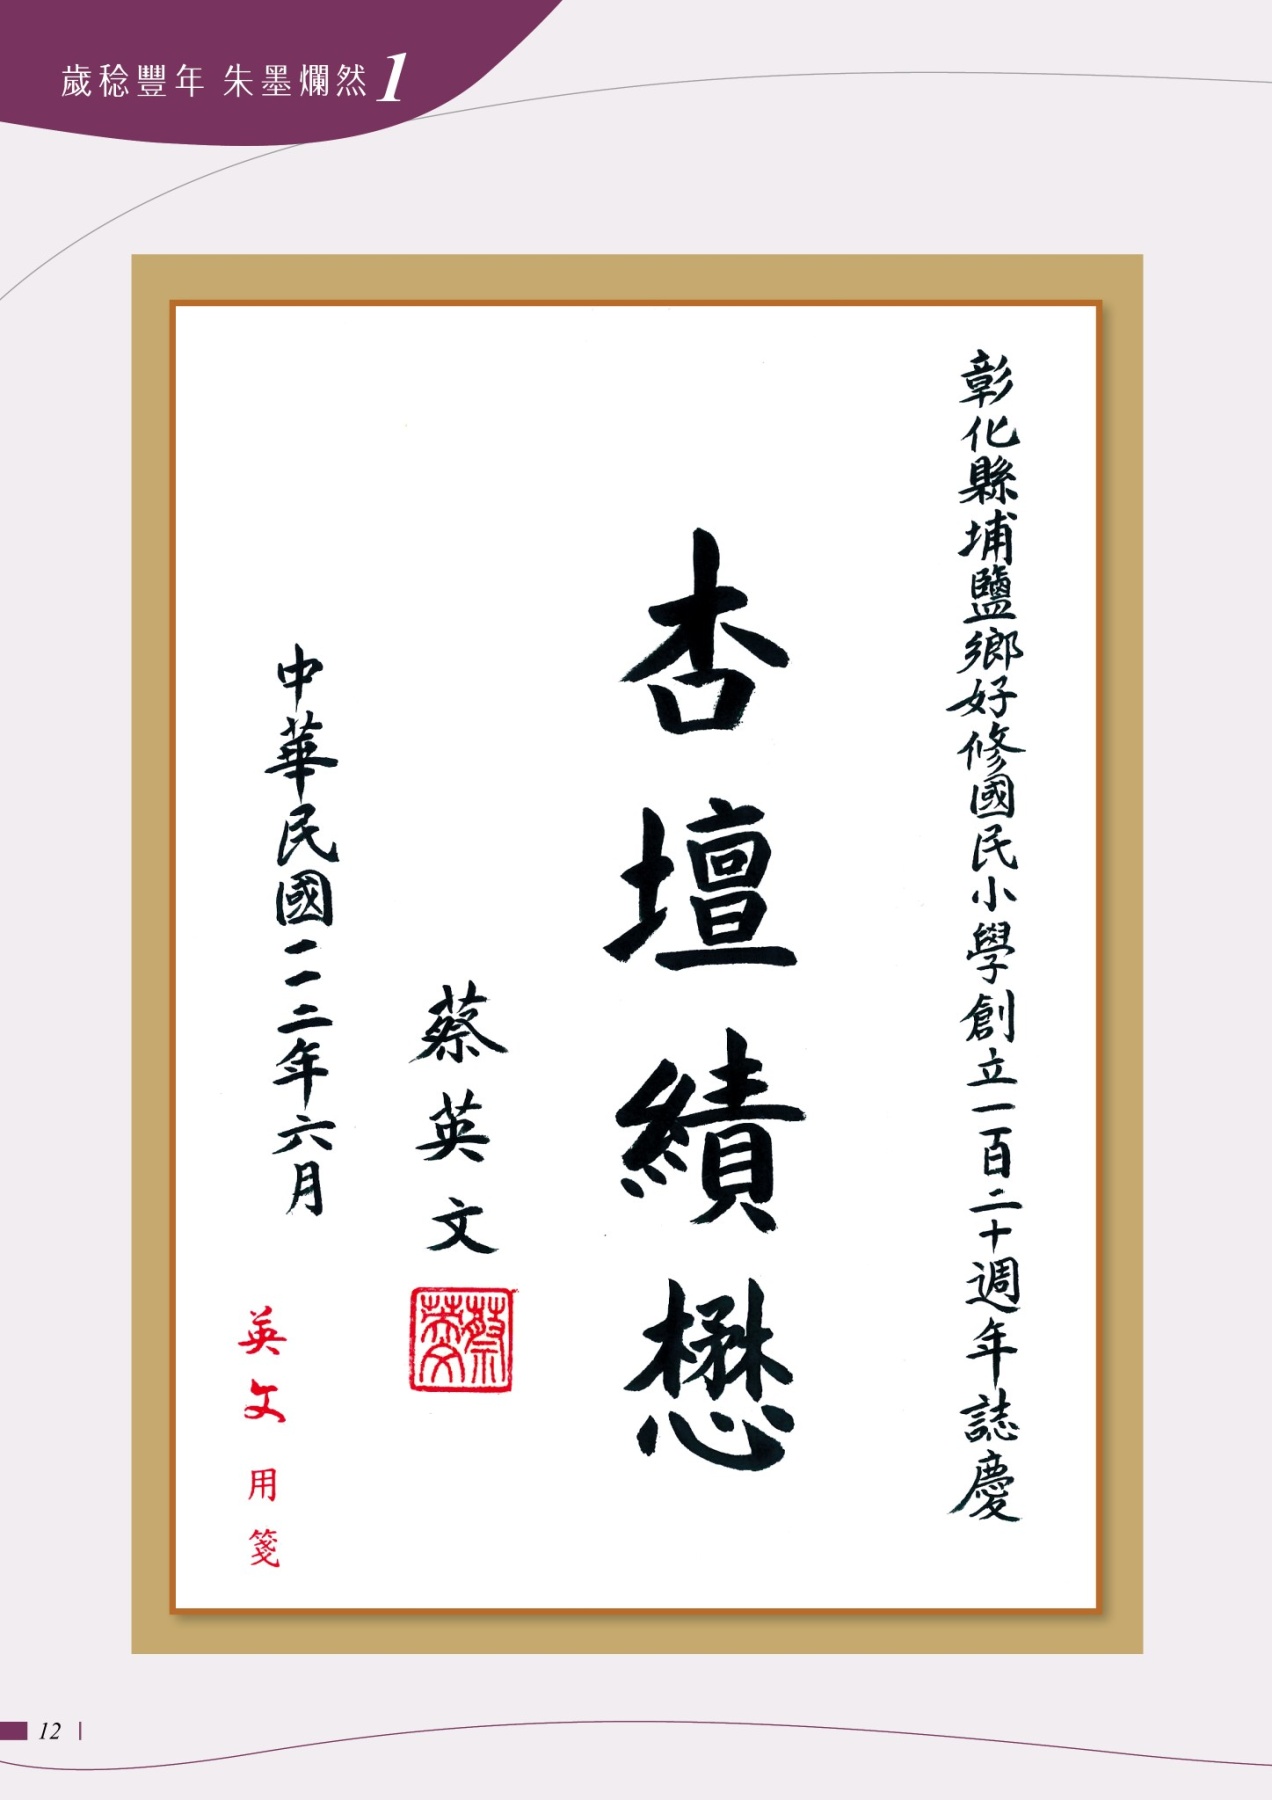 歲稔豐年 朱墨爛然 1
彰化縣埔鹽鄉好修國民小學創立一百二十週年誌慶
杏壇績懋
蔡英文
蔡英文
中華民國一一二年六月
英文用箋
12